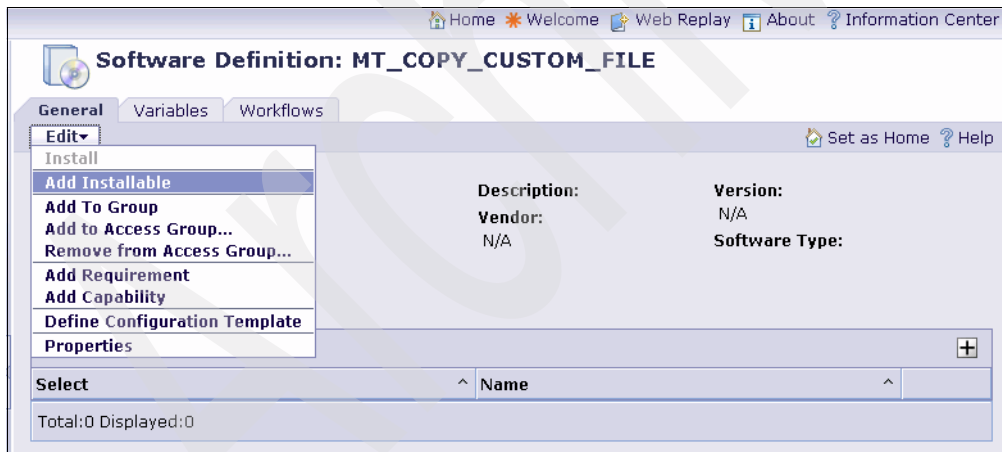 Home Welcome Web Replay About Information Center
Software Definition: MT_COPY_CUSTOM_FILE
General Variables Workflows
Edit
Set as Home Help
Install
Add Installable
Add To Group
Add to Access Group...
Remove from Access Group...
Add Requirement
Add Capability
Define Configuration Template
Properties
Description:
Vendor:
N/A
Version:
N/A
Software Type:
Select Name
Total:0 Displayed:0